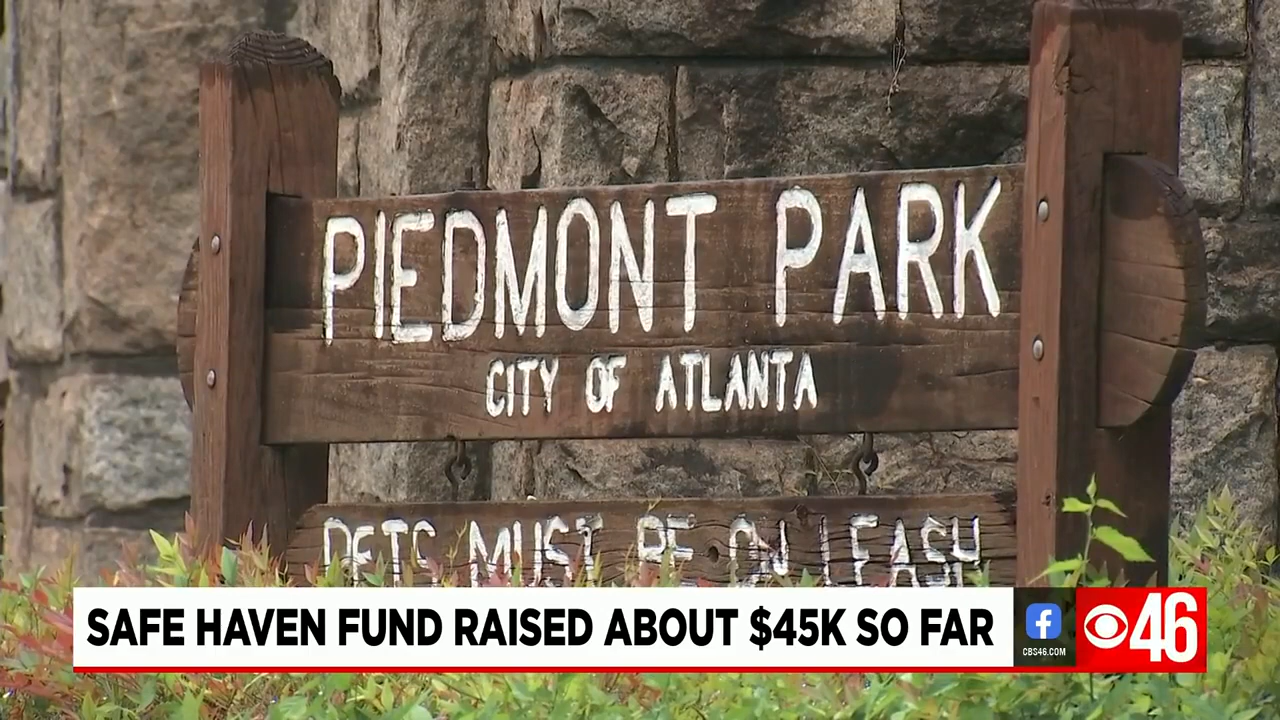 PIEDMONT PARK
CITY OF ATLANTA
PETS MUST BE ON LEASH
SAFE HAVEN FUND RAISED ABOUT $45K SO FAR
CBS46.COM
46